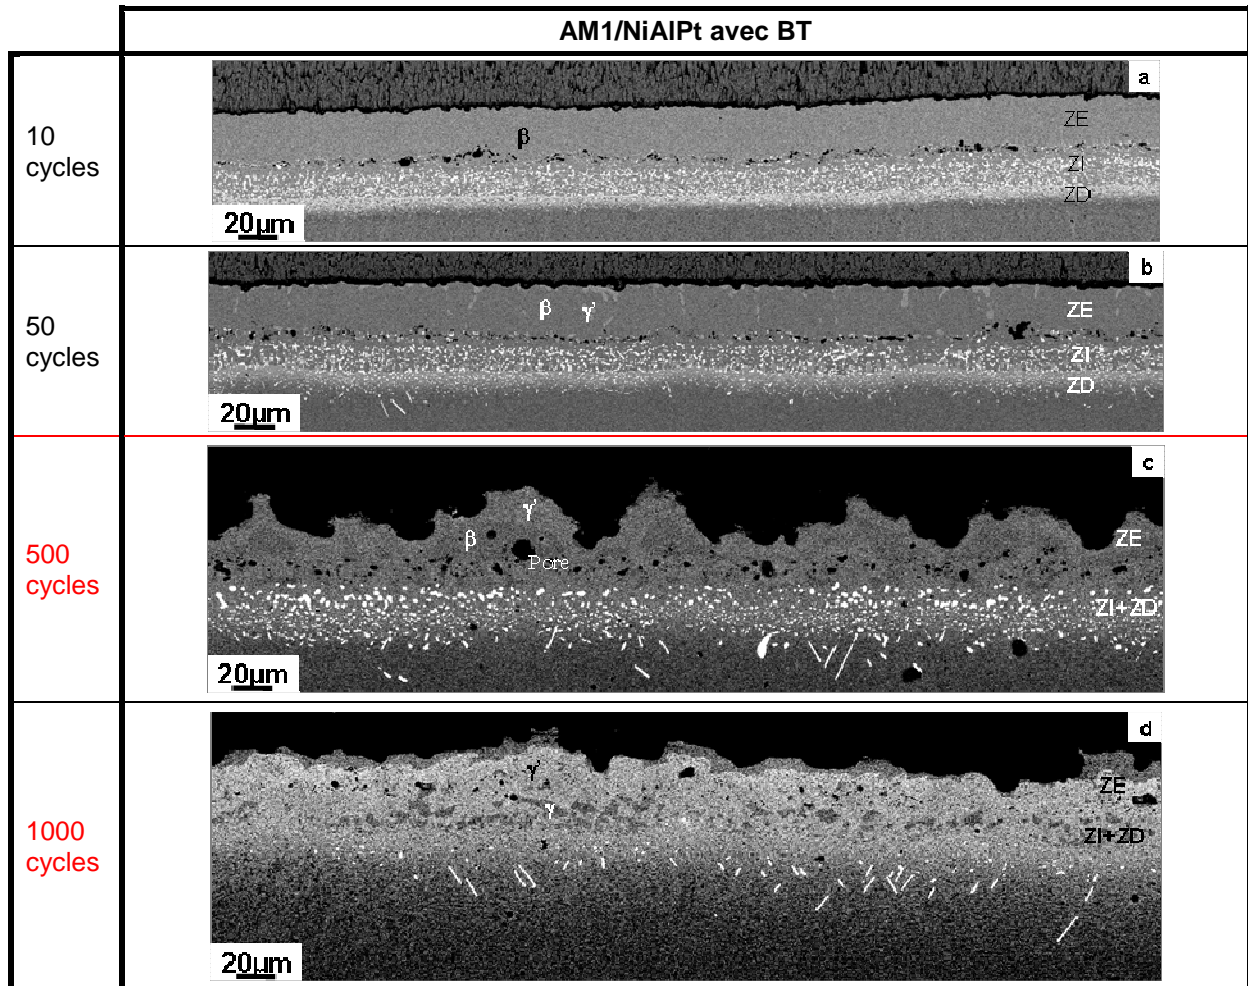 AM1/NiAlPt avec BT
10
cycles
a
ZE
β
ZI
ZD
20µm
50
cycles
b
β γ' ZE
ZI
ZD
20µm
500
cycles
c
γ'
β ZE
Pore
ZI+ZD
20µm
1000
cycles
d
γ'
ZE
γ
ZI+ZD
20µm